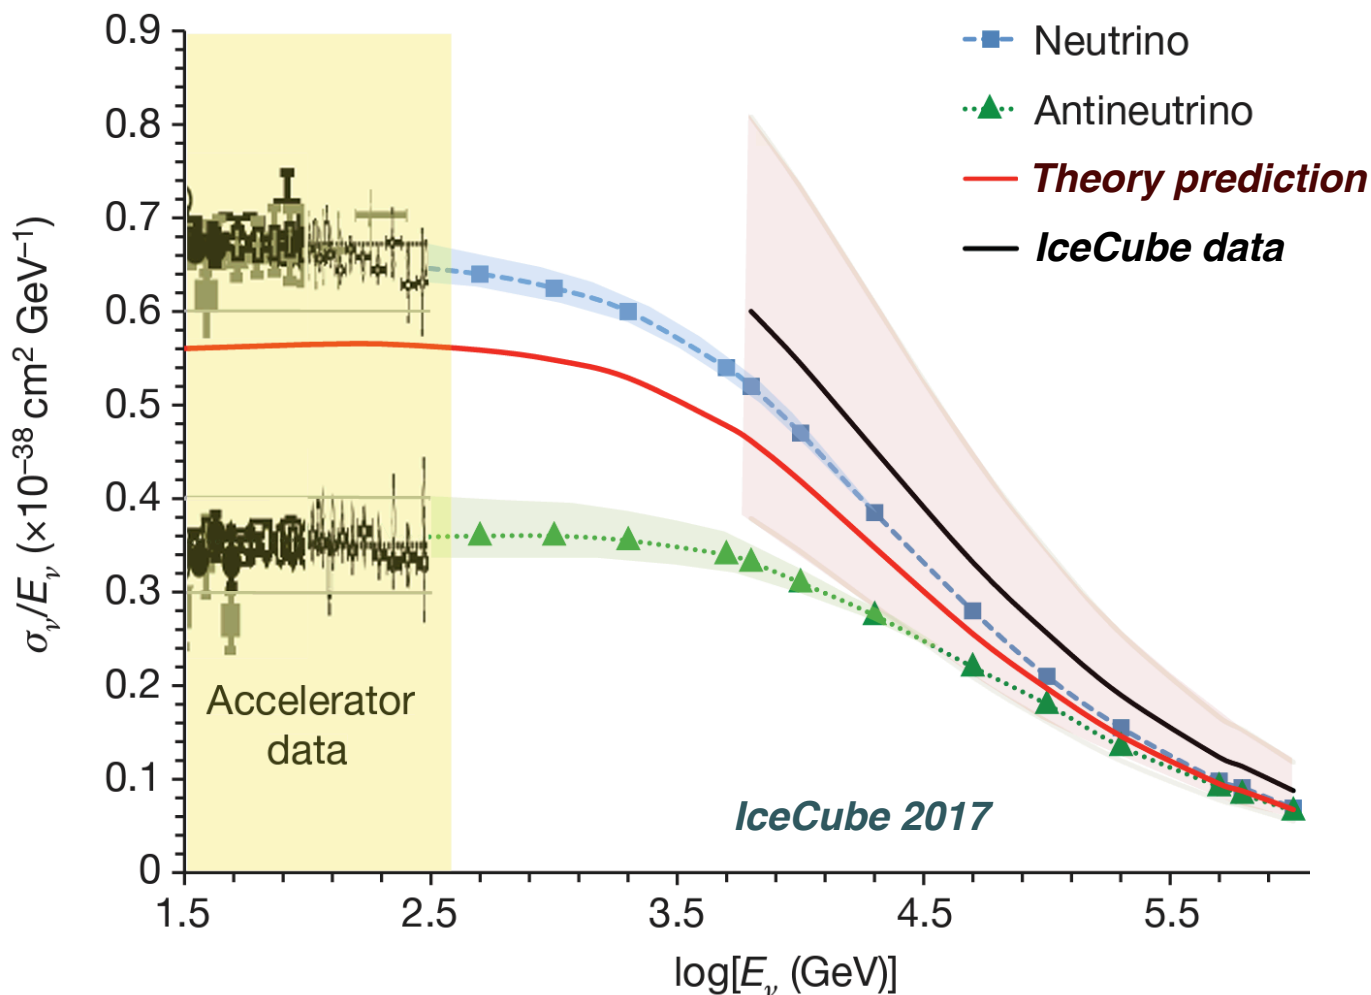 0.9
0.8
0.7
0.6
0.5
0.4
0.3
0.2
0.1
0
σν/Eν (×10⁻³⁸ cm² GeV⁻¹)
Neutrino
Antineutrino
Theory prediction
IceCube data
Accelerator
data
IceCube 2017
1.5 2.5 3.5 4.5 5.5
log[Eν (GeV)]